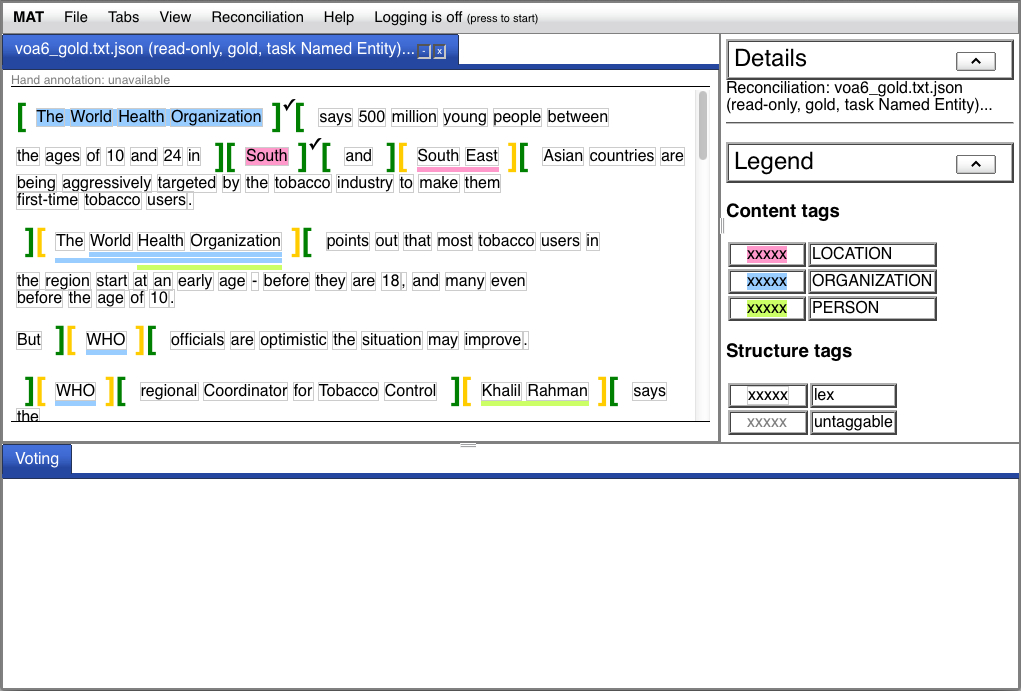 MAT File Tabs View Reconciliation Help Logging is off (press to start)
voa6_gold.txt.json (read-only, gold, task Named Entity)... - x
Hand annotation: unavailable
[ The World Health Organization ]✓[ says 500 million young people between
the ages of 10 and 24 in ][ South ]✓[ and ][ South East ][ Asian countries are
being aggressively targeted by the tobacco industry to make them
first-time tobacco users.
][ The World Health Organization ][ points out that most tobacco users in
the region start at an early age - before they are 18, and many even
before the age of 10.
But ][ WHO ][ officials are optimistic the situation may improve.
][ WHO ][ regional Coordinator for Tobacco Control ][ Khalil Rahman ][ says
the
Details
Reconciliation: voa6_gold.txt.json
(read-only, gold, task Named Entity)...
Legend
Content tags
xxxxx LOCATION
xxxxx ORGANIZATION
xxxxx PERSON
Structure tags
xxxxx lex
xxxxx untaggable
Voting